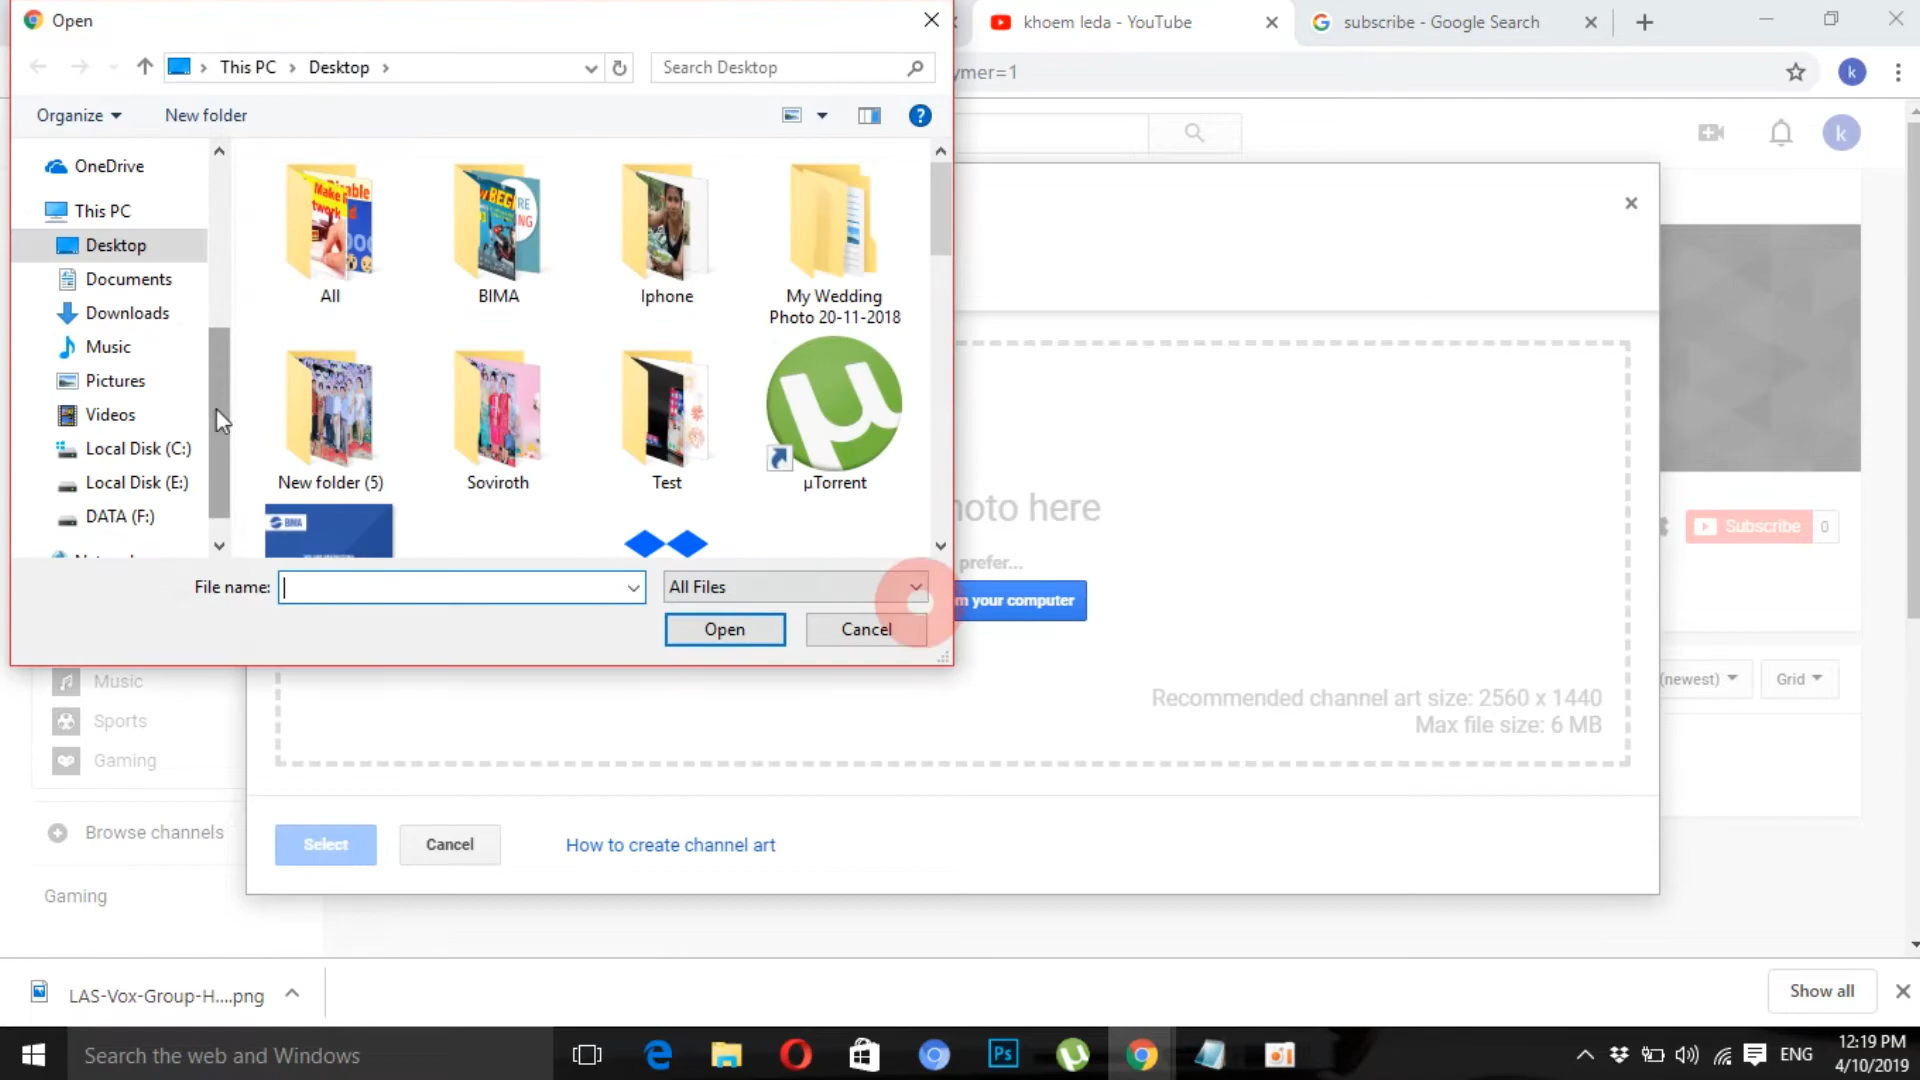 Open
khoem leda - YouTube
subscribe - Google Search
This PC
Desktop
Search Desktop
ymer=1
k
Organize
New folder
k
OneDrive
This PC
Desktop
Documents
Downloads
Music
Pictures
Videos
Local Disk (C:)
Local Disk (E:)
DATA (F:)
All
BIMA
Iphone
My Wedding
Photo 20-11-2018
New folder (5)
Soviroth
Test
µTorrent
BIMA
File name:
All Files
Open
Cancel
hoto here
prefer...
m your computer
Subscribe 0
Recommended channel art size: 2560 x 1440
Max file size: 6 MB
(newest)
Grid
Music
Sports
Gaming
Browse channels
Gaming
Select
Cancel
How to create channel art
LAS-Vox-Group-H....png
Show all
Search the web and Windows
Ps
ENG
12:19 PM
4/10/2019